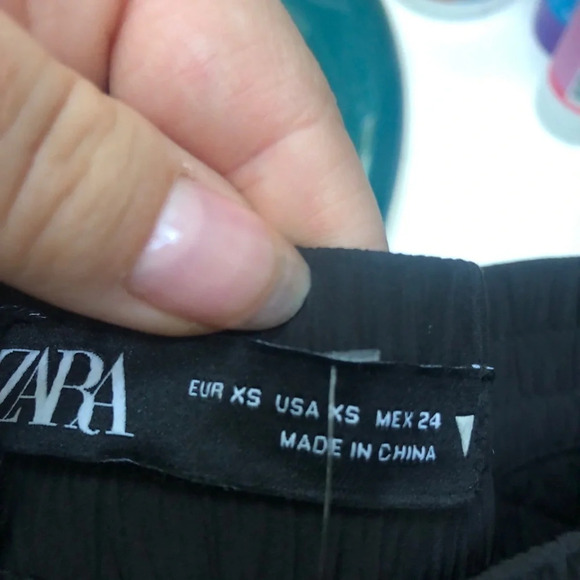 ZARA
EUR XS USA XS MEX 24
MADE IN CHINA